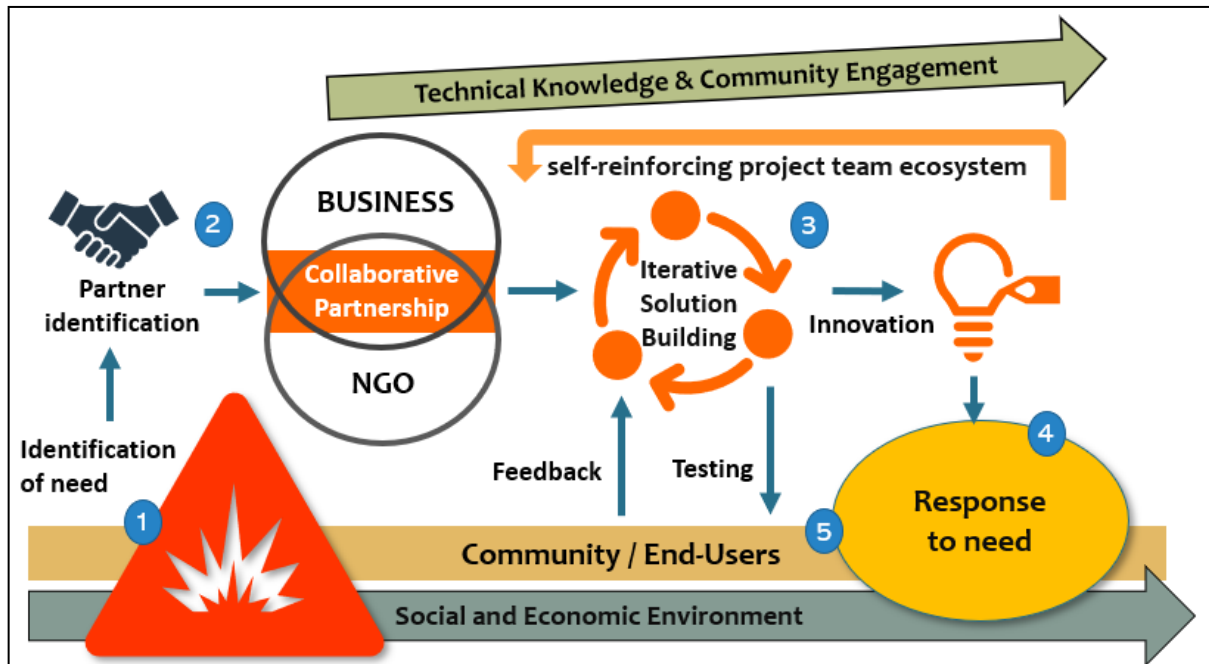 Technical Knowledge & Community Engagement
self-reinforcing project team ecosystem
BUSINESS
2
3
Collaborative
Partnership
Partner
identification
Iterative
Solution
Building
Innovation
NGO
Identification
of need
Feedback
Testing
4
Response
to need
1
5
Community / End-Users
Social and Economic Environment